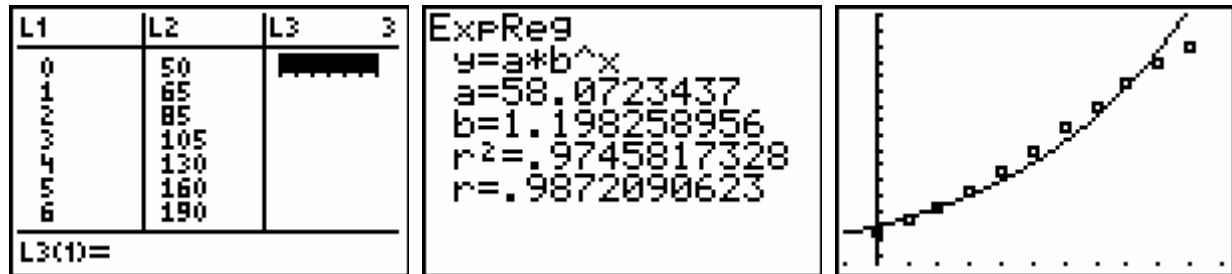 L1 L2 L3 3
0 50
1 65
2 85
3 105
4 130
5 160
6 190
L3(1)=
ExpReg
y=a*b^x
a=58.0723437
b=1.198258956
r²=.9745817328
r=.9872090623